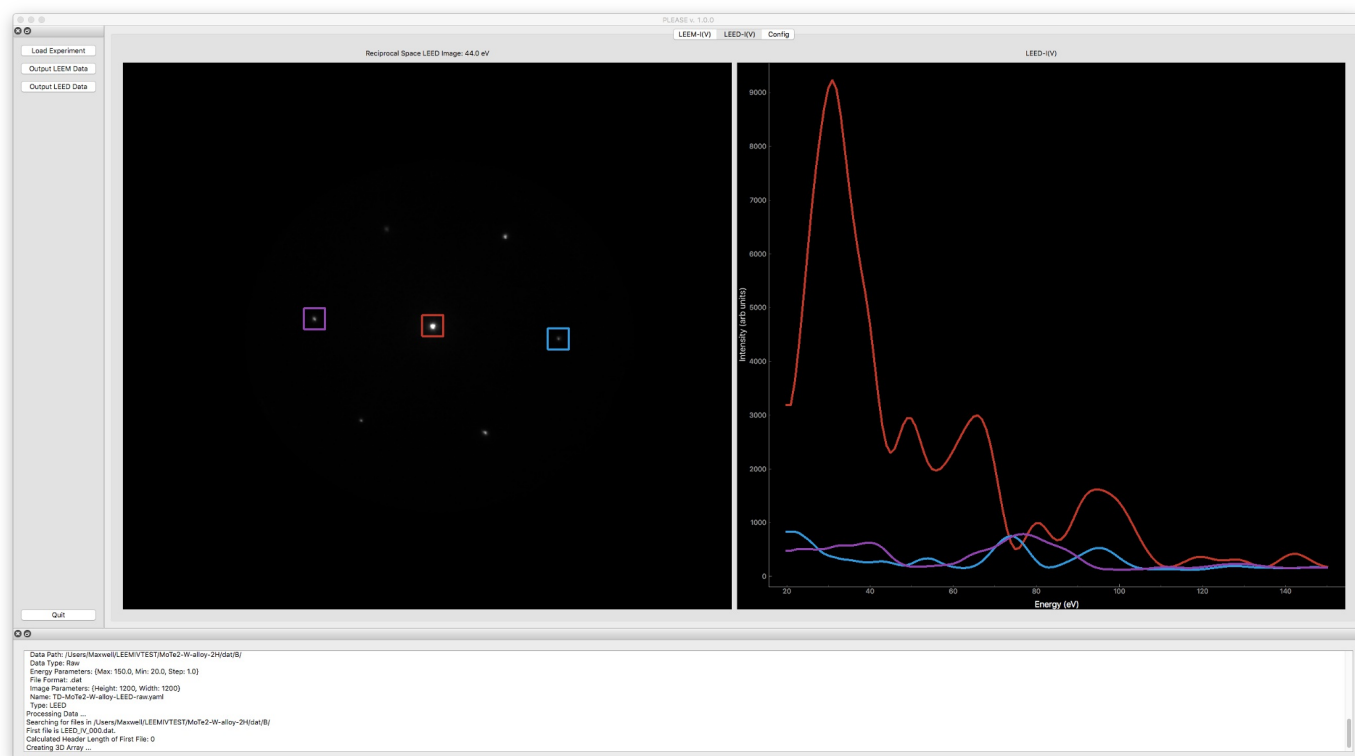 PLEASE v. 1.0.0
Load Experiment
Output LEEM Data
Output LEED Data
Quit
LEEM-I(V) LEED-I(V) Config
Reciprocal Space LEED Image: 44.0 eV
LEED-I(V)
9000
8000
7000
6000
5000
4000
3000
2000
1000
0
Intensity (arb units)
20 40 60 80 100 120 140
Energy (eV)
Data Path: /Users/Maxwell/LEEMIVTEST/MoTe2-W-alloy-2H/dat/B/
Data Type: Raw
Energy Parameters: {Max: 150.0, Min: 20.0, Step: 1.0}
File Format: .dat
Image Parameters: {Height: 1200, Width: 1200}
Name: TD-MoTe2-W-alloy-LEED-raw.yaml
Type: LEED
Processing Data ...
Searching for files in /Users/Maxwell/LEEMIVTEST/MoTe2-W-alloy-2H/dat/B/
First file is LEED_IV_000.dat.
Calculated Header Length of First File: 0
Creating 3D Array ...